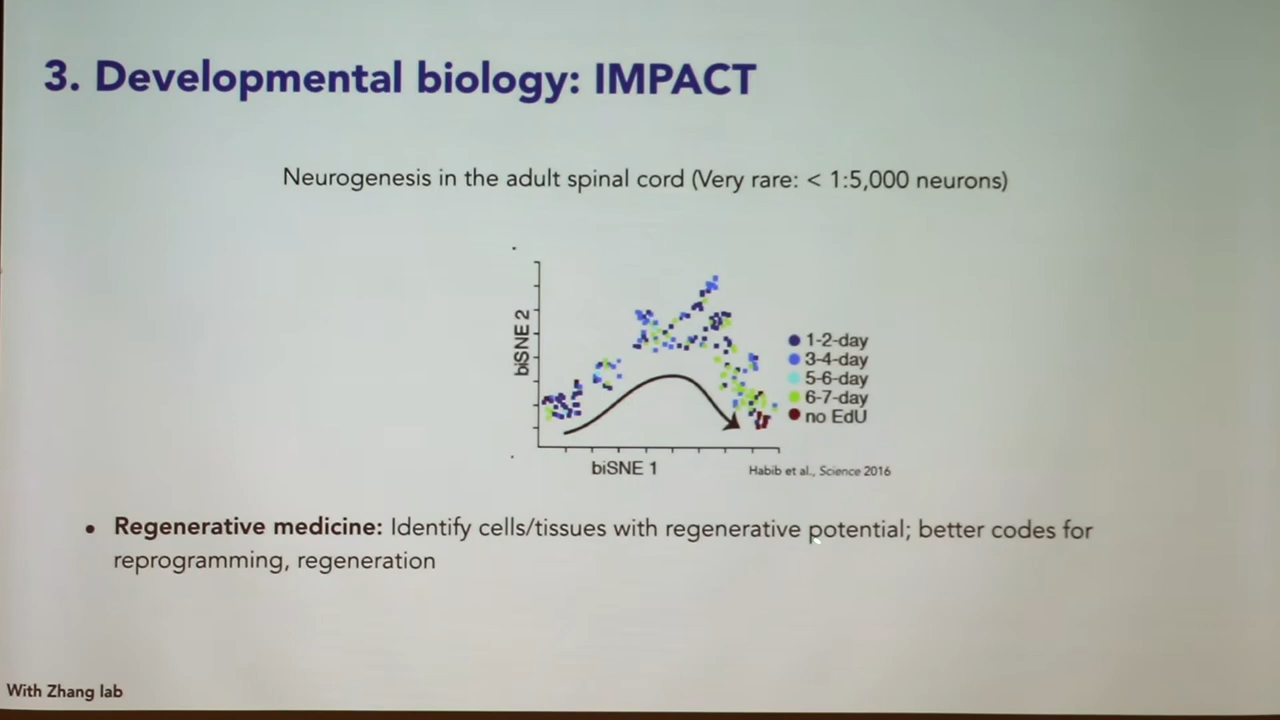 3. Developmental biology: IMPACT
Neurogenesis in the adult spinal cord (Very rare: < 1:5,000 neurons)
biSNE 2
1-2-day
3-4-day
5-6-day
6-7-day
no EdU
biSNE 1
Habib et al., Science 2016
• Regenerative medicine: Identify cells/tissues with regenerative potential; better codes for
reprogramming, regeneration
With Zhang lab